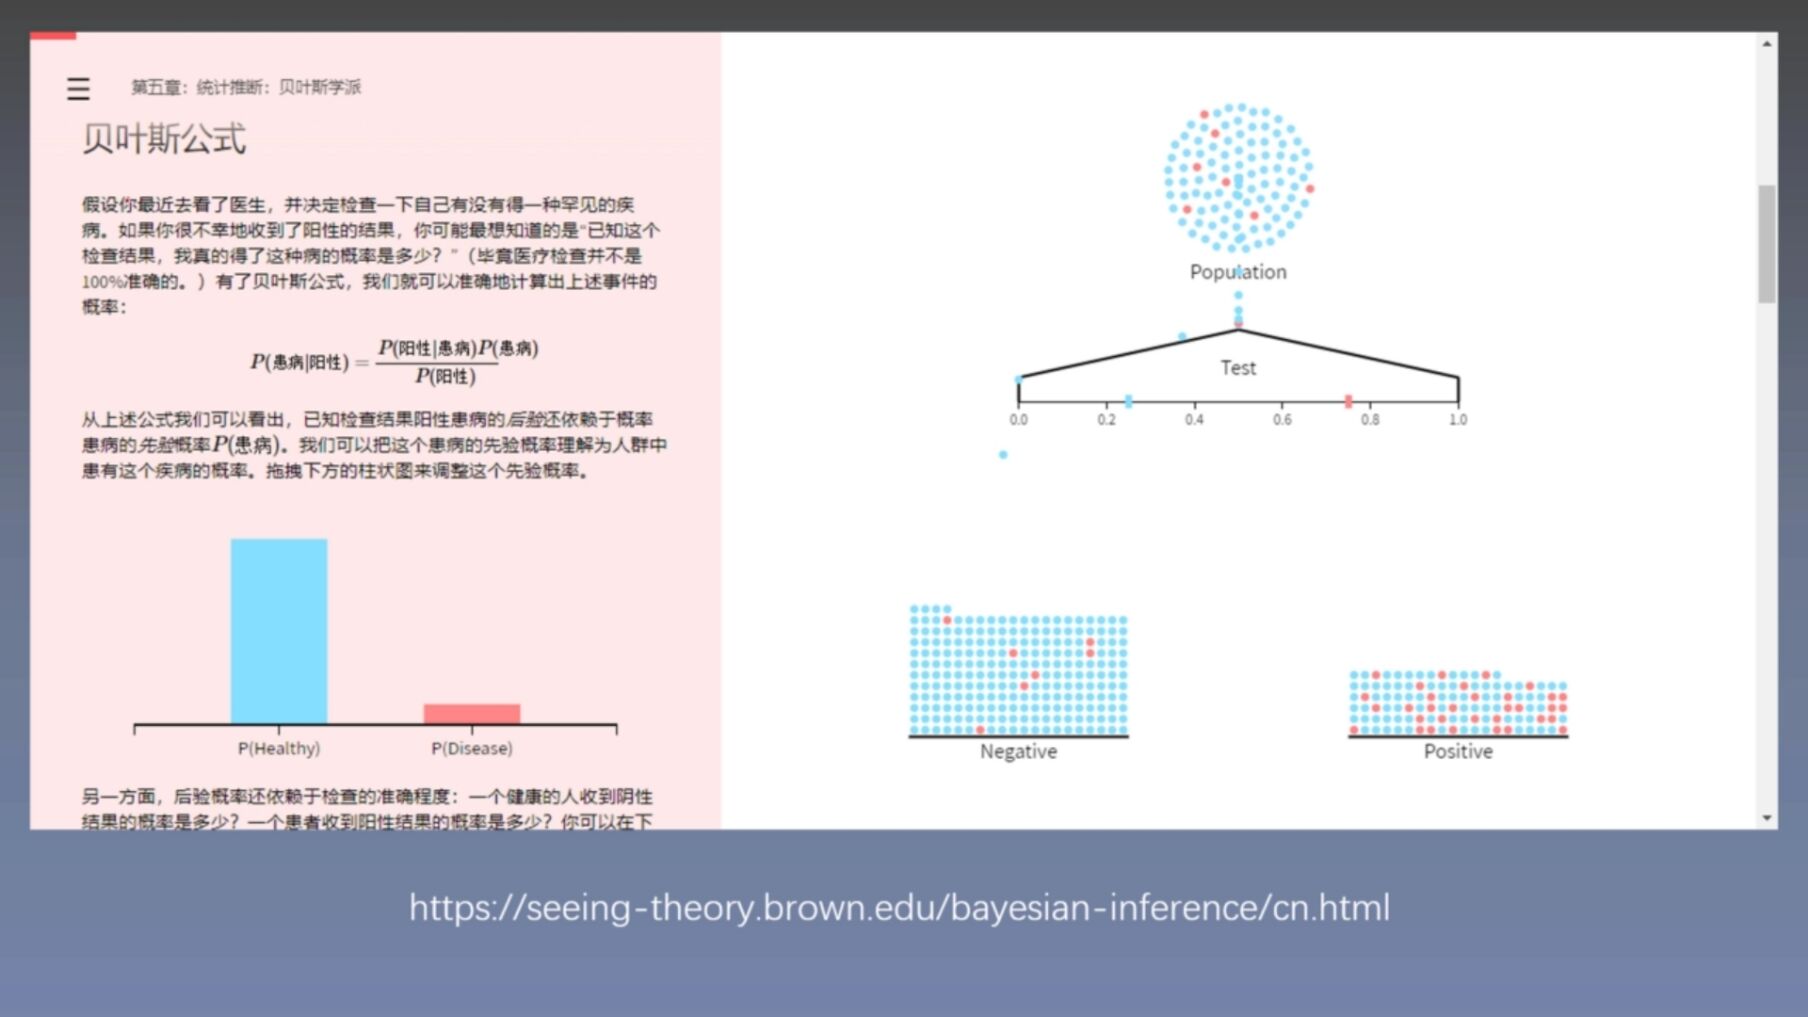 第五章：统计推断：贝叶斯学派
贝叶斯公式
假设你最近去看了医生，并决定检查一下自己有没有得一种罕见的疾
病。如果你很不幸地收到了阳性的结果，你可能最想知道的是“已知这个
检查结果，我真的得了这种病的概率是多少？”（毕竟医疗检查并不是
100%准确的。）有了贝叶斯公式，我们就可以准确地计算出上述事件的
概率：
P(患病|阳性) = P(阳性|患病)P(患病) / P(阳性)
从上述公式我们可以看出，已知检查结果阳性患病的后验还依赖于概率
患病的先验概率P(患病)。我们可以把这个患病的先验概率理解为人群中
患有这个疾病的概率。拖拽下方的柱状图来调整这个先验概率。
P(Healthy) P(Disease)
另一方面，后验概率还依赖于检查的准确程度：一个健康的人收到阴性
结果的概率是多少？一个患者收到阳性结果的概率是多少？你可以在下
Population
Test
0.0 0.2 0.4 0.6 0.8 1.0
Negative Positive
https://seeing-theory.brown.edu/bayesian-inference/cn.html